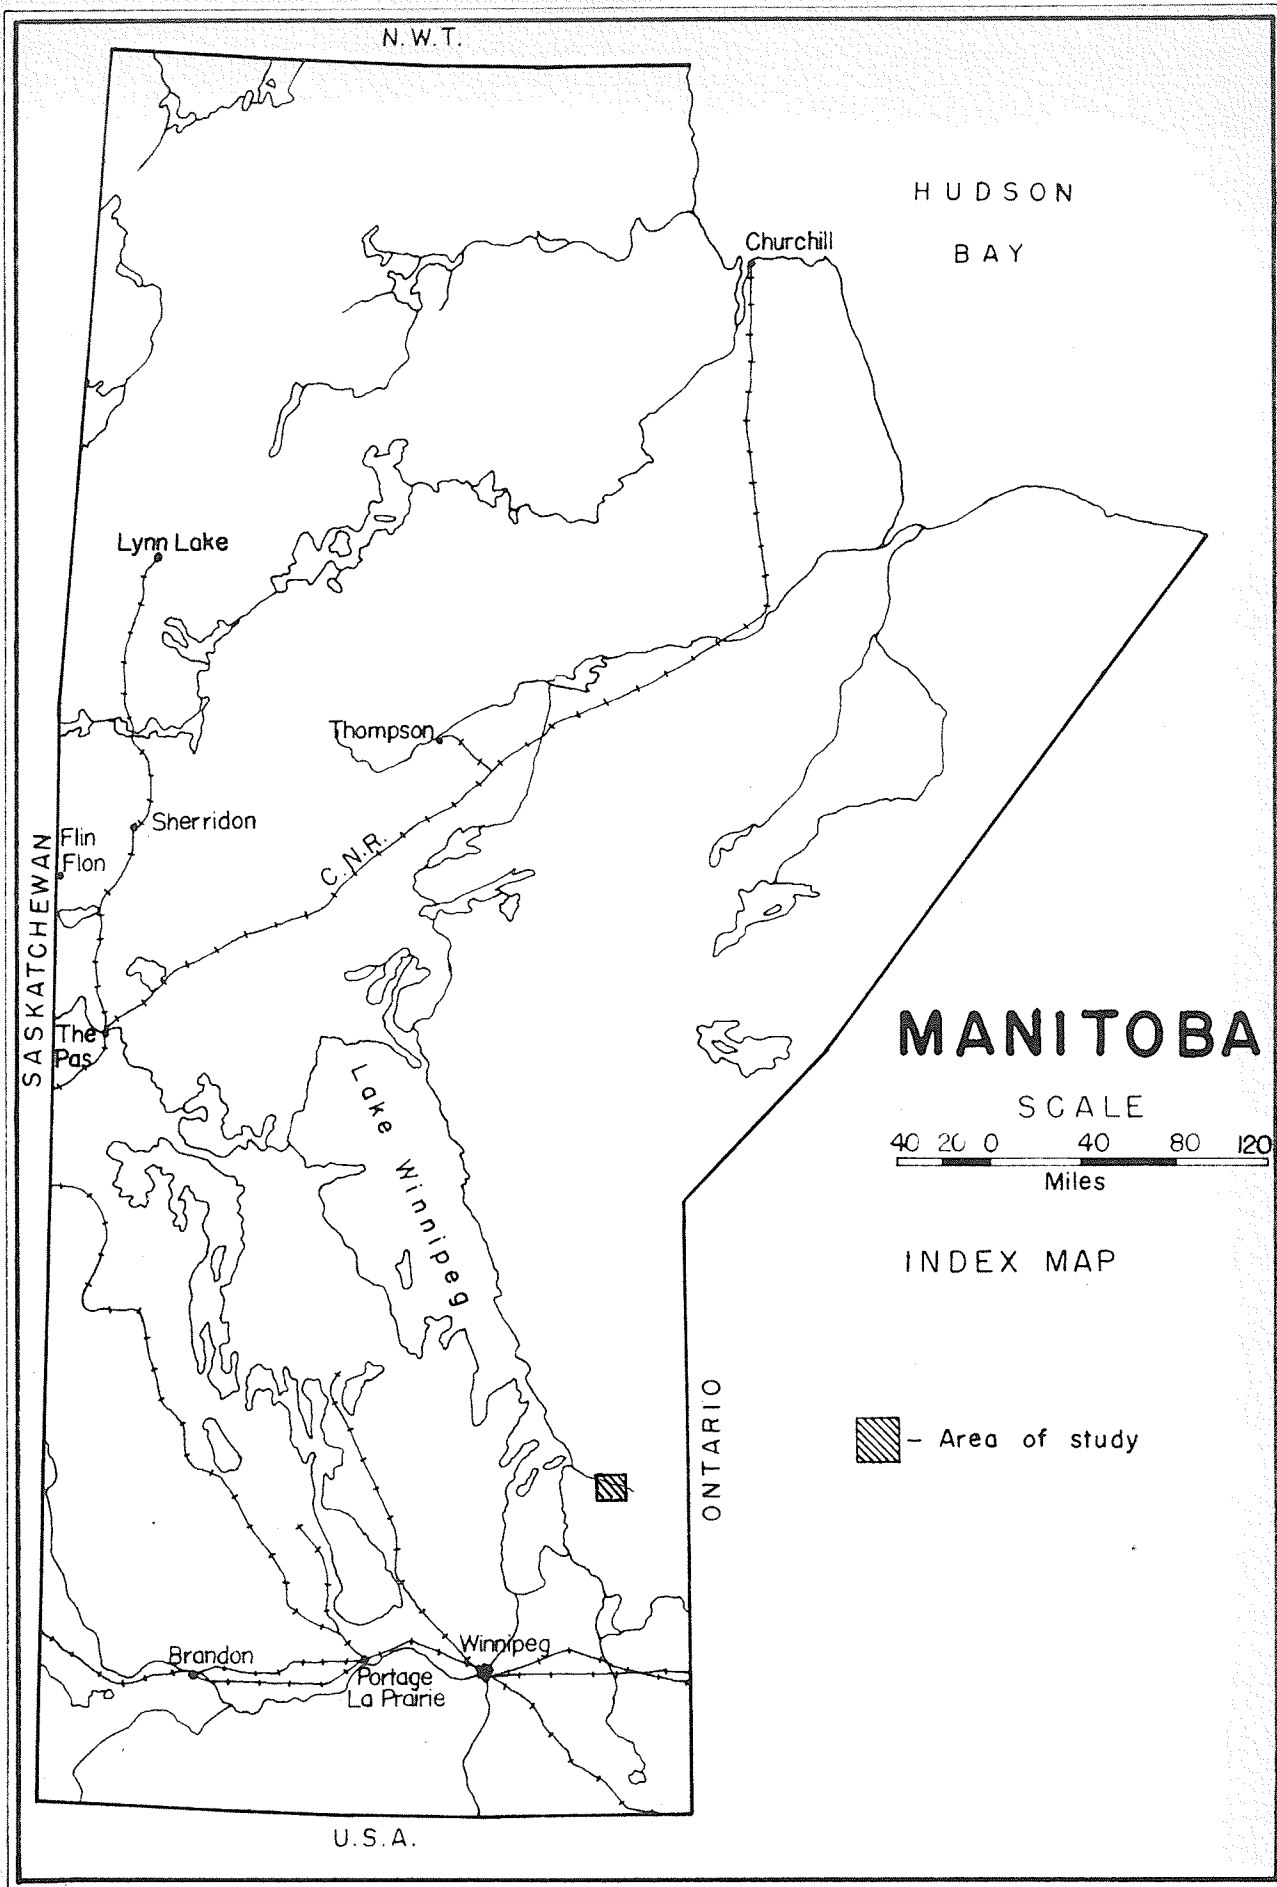 N.W.T.
HUDSON
BAY
Churchill
Lynn Lake
Thompson
Sherridon
Flin
Flon
C.N.R.
SASKATCHEWAN
The
Pas
MANITOBA
SCALE
40 20 0 40 80 120
Miles
Lake Winnipeg
INDEX MAP
ONTARIO
- Area of study
Brandon
Winnipeg
Portage
La Prairie
U.S.A.